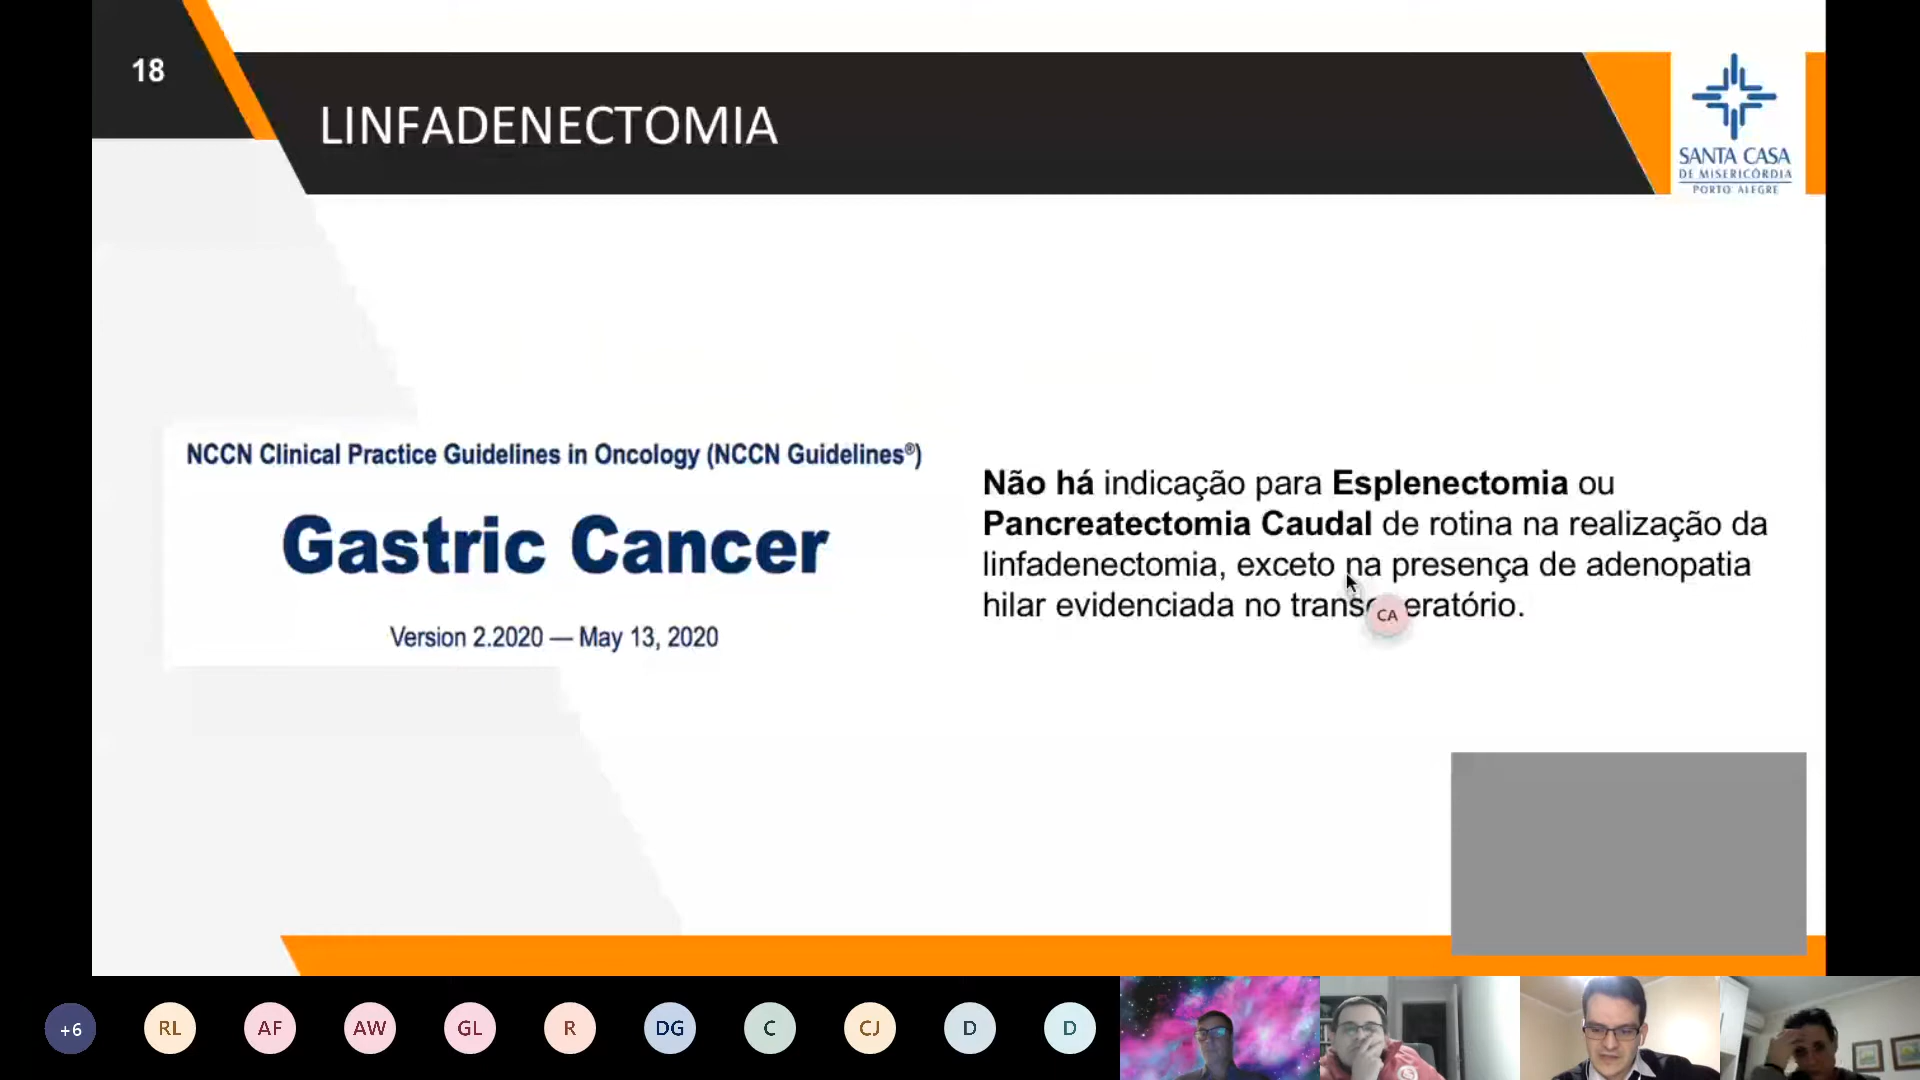 18
LINFADENECTOMIA
SANTA CASA
DE MISERICÓRDIA
PORTO ALEGRE
NCCN Clinical Practice Guidelines in Oncology (NCCN Guidelines®)
Gastric Cancer
Version 2.2020 — May 13, 2020
Não há indicação para Esplenectomia ou
Pancreatectomia Caudal de rotina na realização da
linfadenectomia, exceto na presença de adenopatia
hilar evidenciada no
CA
+6
RL
AF
AW
GL
R
DG
C
CJ
D
D